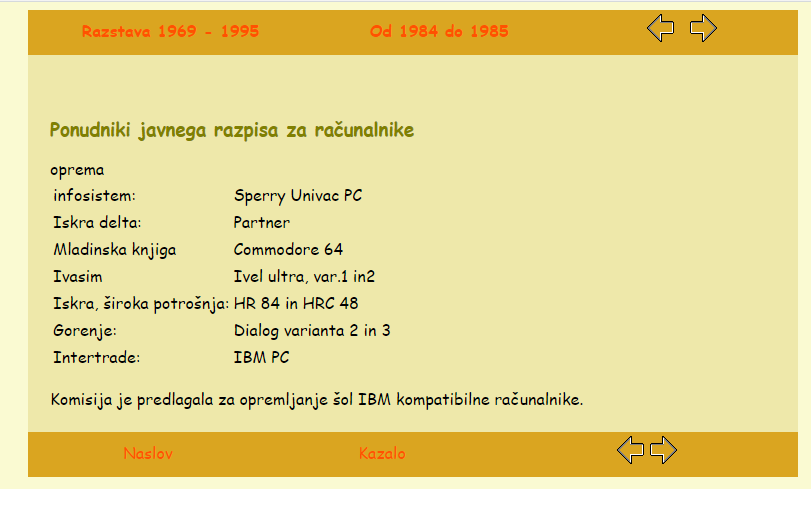 Razstava 1969 - 1995 Od 1984 do 1985
Ponudniki javnega razpisa za računalnike
oprema
infosistem: Sperry Univac PC
Iskra delta: Partner
Mladinska knjiga Commodore 64
Ivasim Ivel ultra, var.1 in2
Iskra, široka potrošnja: HR 84 in HRC 48
Gorenje: Dialog varianta 2 in 3
Intertrade: IBM PC
Komisija je predlagala za opremljanje šol IBM kompatibilne računalnike.
Naslov Kazalo